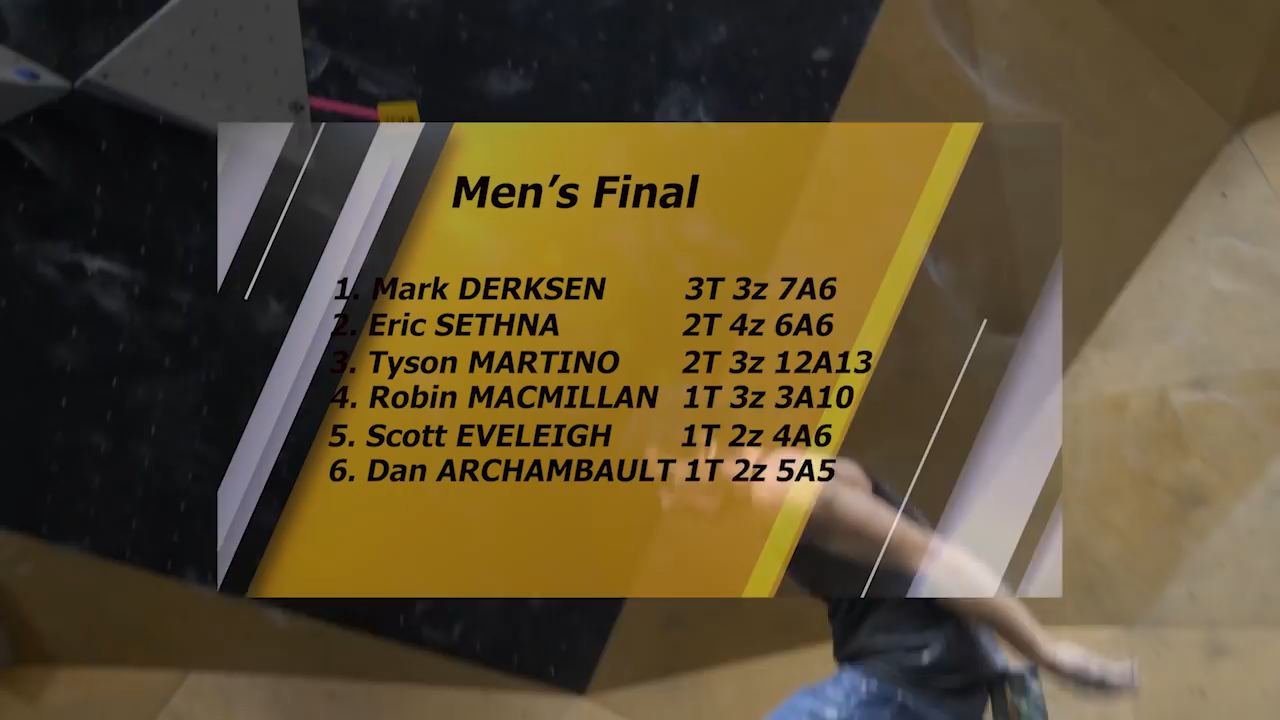 Men's Final
1. Mark DERKSEN 3T 3z 7A6
2. Eric SETHNA 2T 4z 6A6
3. Tyson MARTINO 2T 3z 12A13
4. Robin MACMILLAN 1T 3z 3A10
5. Scott EVELEIGH 1T 2z 4A6
6. Dan ARCHAMBAULT 1T 2z 5A5